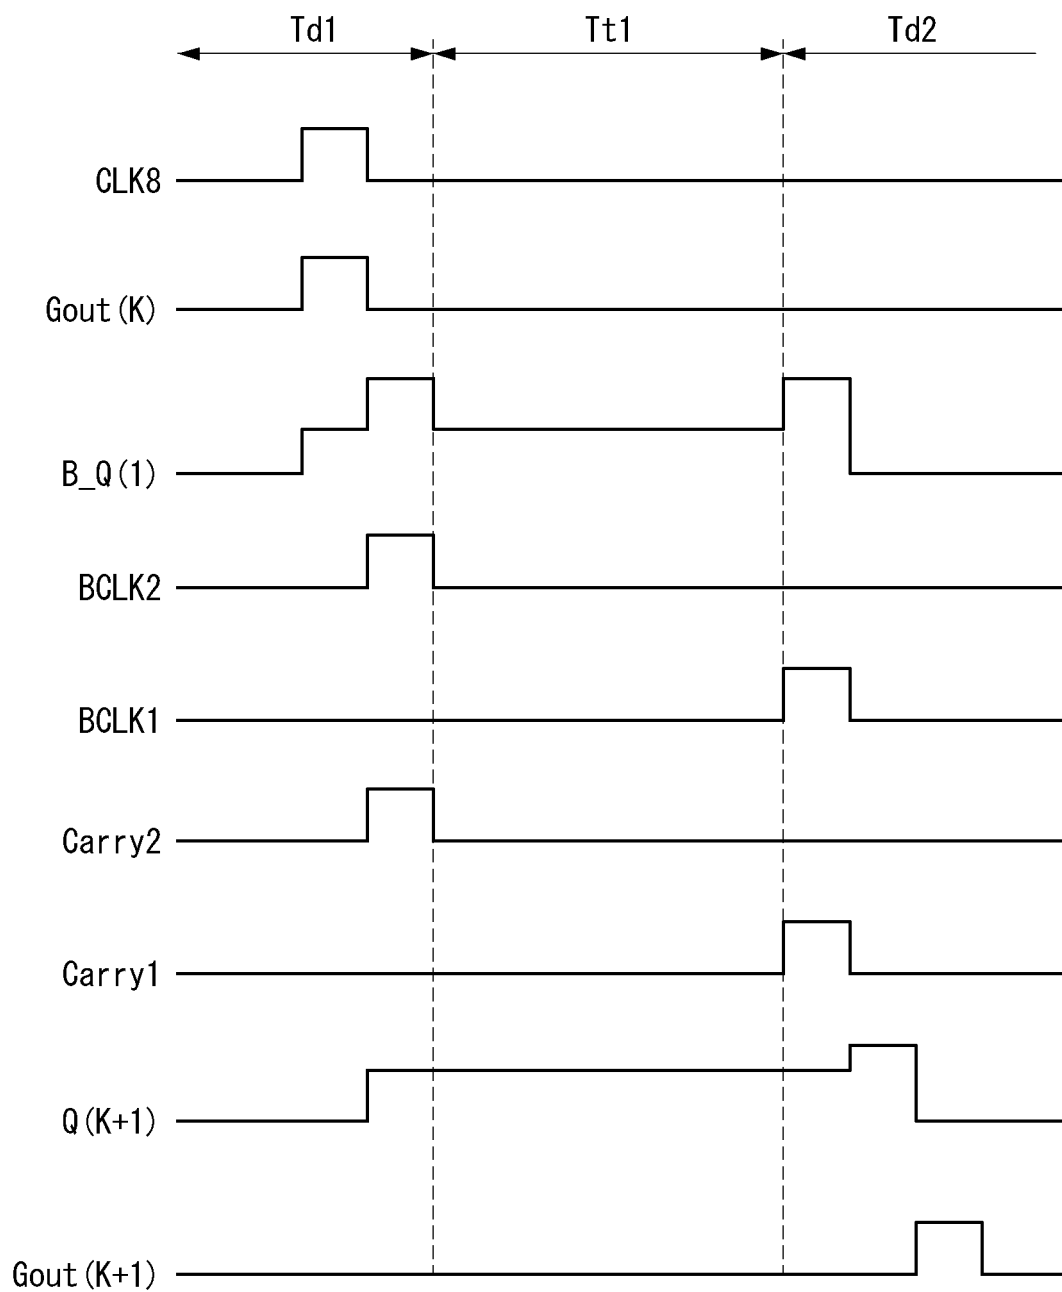 Td1 Tt1 Td2
CLK8
Gout(K)
B_Q(1)
BCLK2
BCLK1
Carry2
Carry1
Q(K+1)
Gout(K+1)